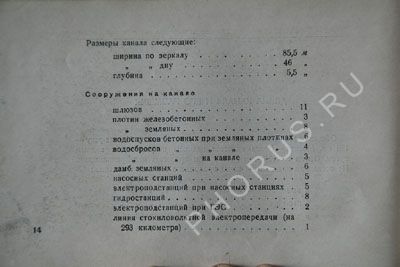 Размеры канала следующие:
ширина по зеркалу . . . . . . . . . 85,5 м
„ „ дну . . . . . . . . . . 46 „
глубина . . . . . . . . . . . . . . 5,5 „
Сооружения на канале
шлюзов . . . . . . . . . . . . . . 11
плотин железобетонных . . . . . . . 3
„ земляных . . . . . . . . . . 8
водоспусков бетонных при земляных плотинах 6
водосбросов „ „ „ 4
„ „ на канале . . . 3
дамб земляных . . . . . . . . . . . 6
насосных станций . . . . . . . . . 5
электроподстанций при насосных станциях 5
гидростанций . . . . . . . . . . . 8
электроподстанций при ГЭС . . . . . 2
линия стокиловольтной электропередачи (на
293 километра) . . . . . . . . . . 1
14
PHORUS.RU